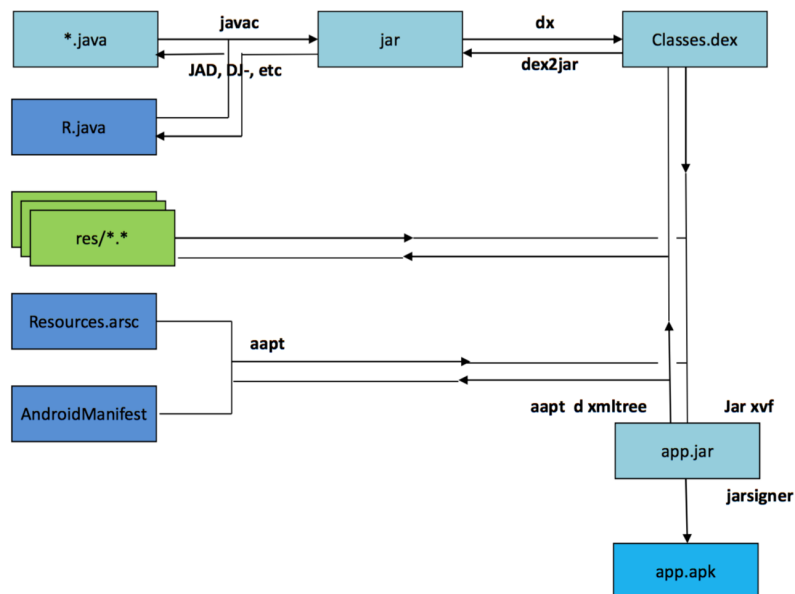 javac
dx
*.java
jar
Classes.dex
JAD, DJ-, etc
dex2jar
R.java
res/*.*
Resources.arsc
aapt
AndroidManifest
aapt d xmltree
Jar xvf
app.jar
jarsigner
app.apk